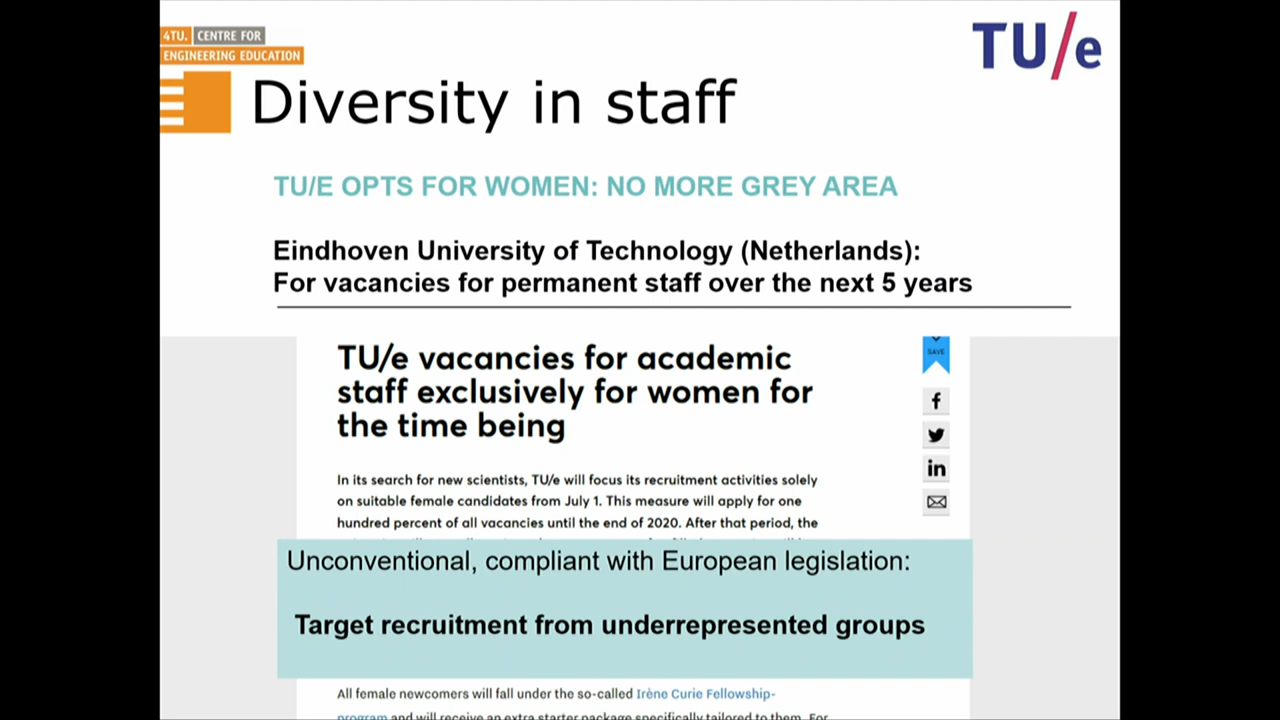 4TU. CENTRE FOR
ENGINEERING EDUCATION
TU/e
Diversity in staff
TU/E OPTS FOR WOMEN: NO MORE GREY AREA
Eindhoven University of Technology (Netherlands):
For vacancies for permanent staff over the next 5 years
TU/e vacancies for academic
staff exclusively for women for
the time being
SAVE
In its search for new scientists, TU/e will focus its recruitment activities solely
on suitable female candidates from July 1. This measure will apply for one
hundred percent of all vacancies until the end of 2020. After that period, the
Unconventional, compliant with European legislation:
Target recruitment from underrepresented groups
All female newcomers will fall under the so-called Irène Curie Fellowship-
program and will receive an extra starter package specifically tailored to them. For